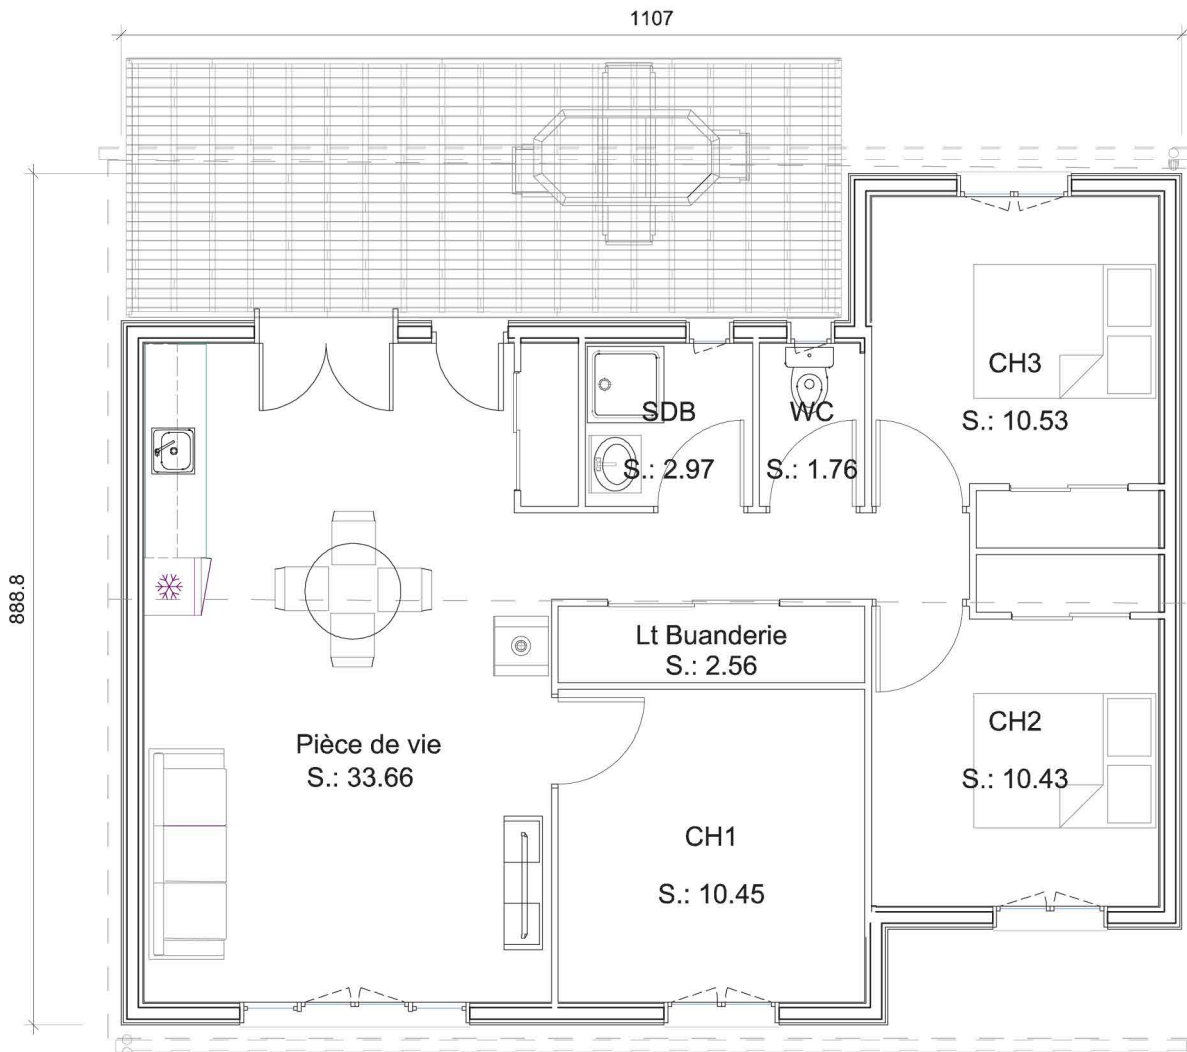 1107
888.8
CH3
S.: 10.53
SDB
S.: 2.97
WC
S.: 1.76
Lt Buanderie
S.: 2.56
Pièce de vie
S.: 33.66
CH2
S.: 10.43
CH1
S.: 10.45